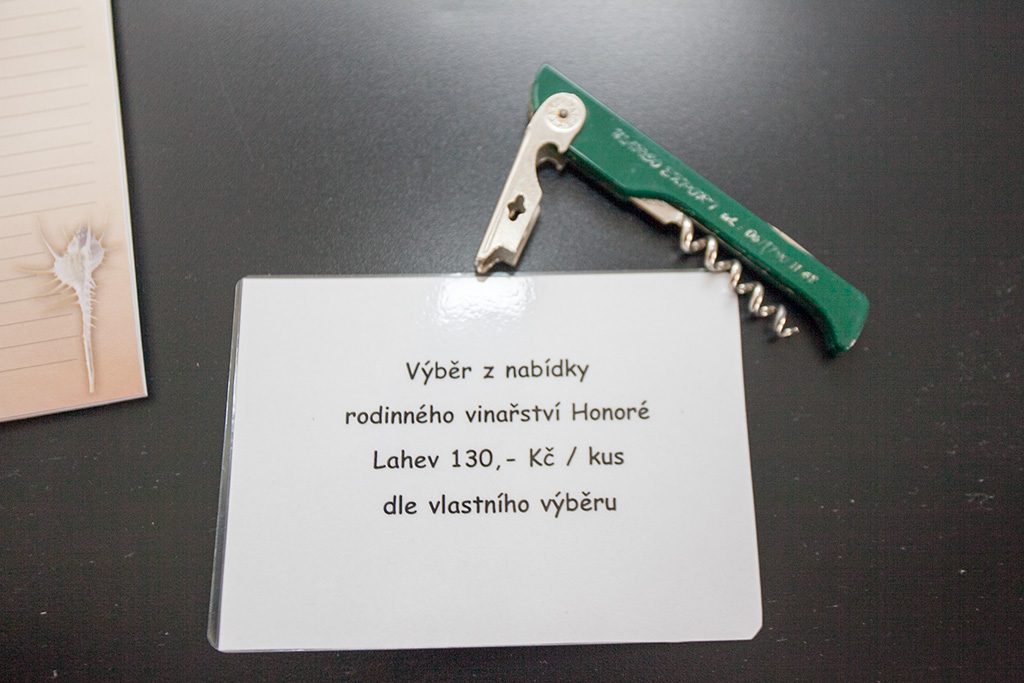 Výběr z nabídky
rodinného vinařství Honoré
Lahev 130,- Kč / kus
dle vlastního výběru